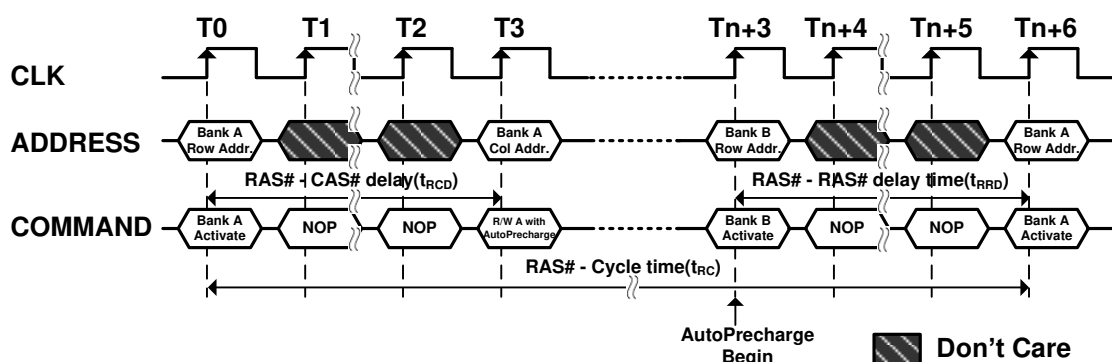 T0 T1 T2 T3 Tn+3 Tn+4 Tn+5 Tn+6
CLK
ADDRESS
Bank A
Row Addr.
Bank A
Col Addr.
Bank B
Row Addr.
Bank A
Row Addr.
RAS# - CAS# delay(tRCD)
RAS# - RAS# delay time(tRRD)
COMMAND
Bank A
Activate
NOP
NOP
R/W A with
AutoPrecharge
Bank B
Activate
NOP
NOP
Bank A
Activate
RAS# - Cycle time(tRC)
AutoPrecharge
Begin
Don't Care